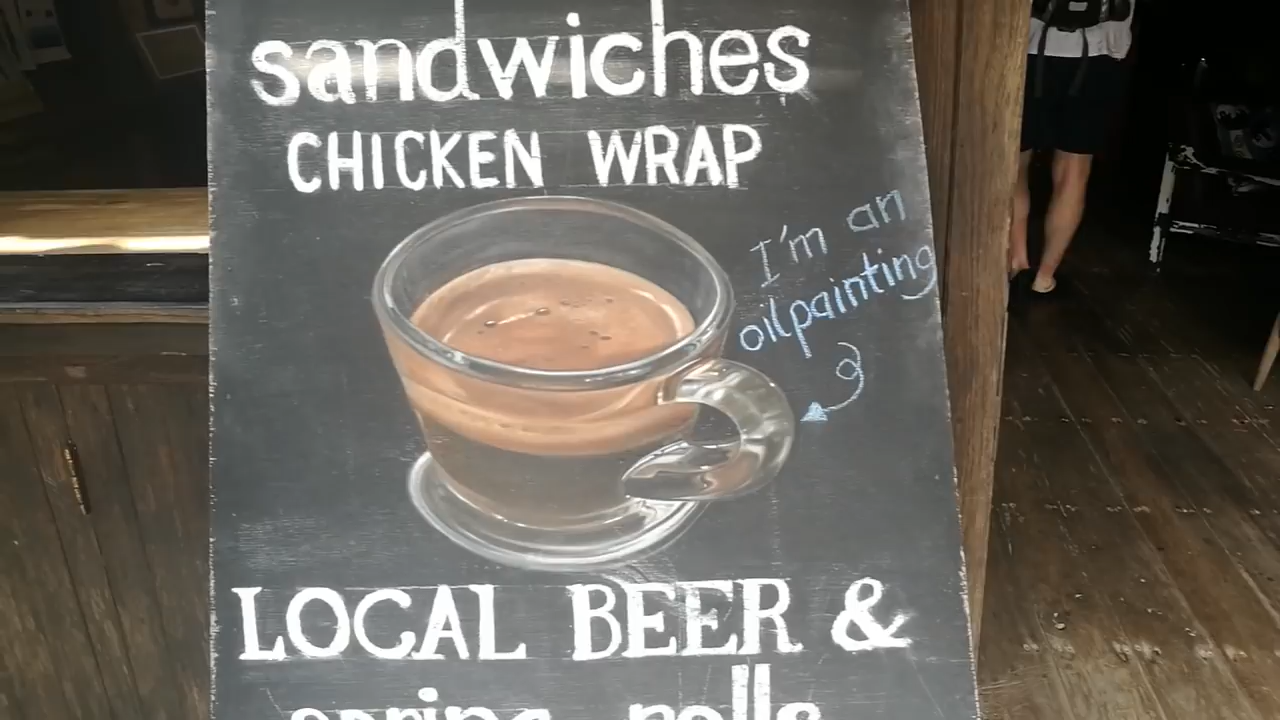 sandwiches
CHICKEN WRAP
I'm an
oilpainting
LOCAL BEER &
spring rolls